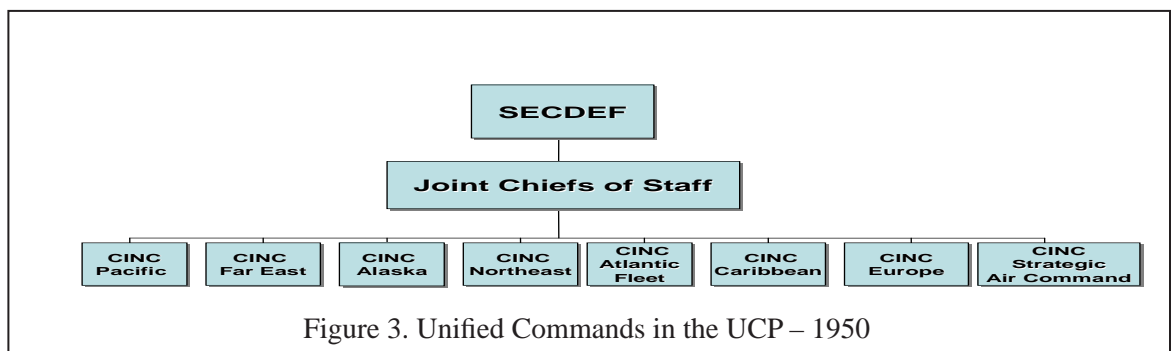 SECDEF
Joint Chiefs of Staff
CINC
Pacific
CINC
Far East
CINC
Alaska
CINC
Northeast
CINC
Atlantic
Fleet
CINC
Caribbean
CINC
Europe
CINC
Strategic
Air Command
Figure 3. Unified Commands in the UCP – 1950